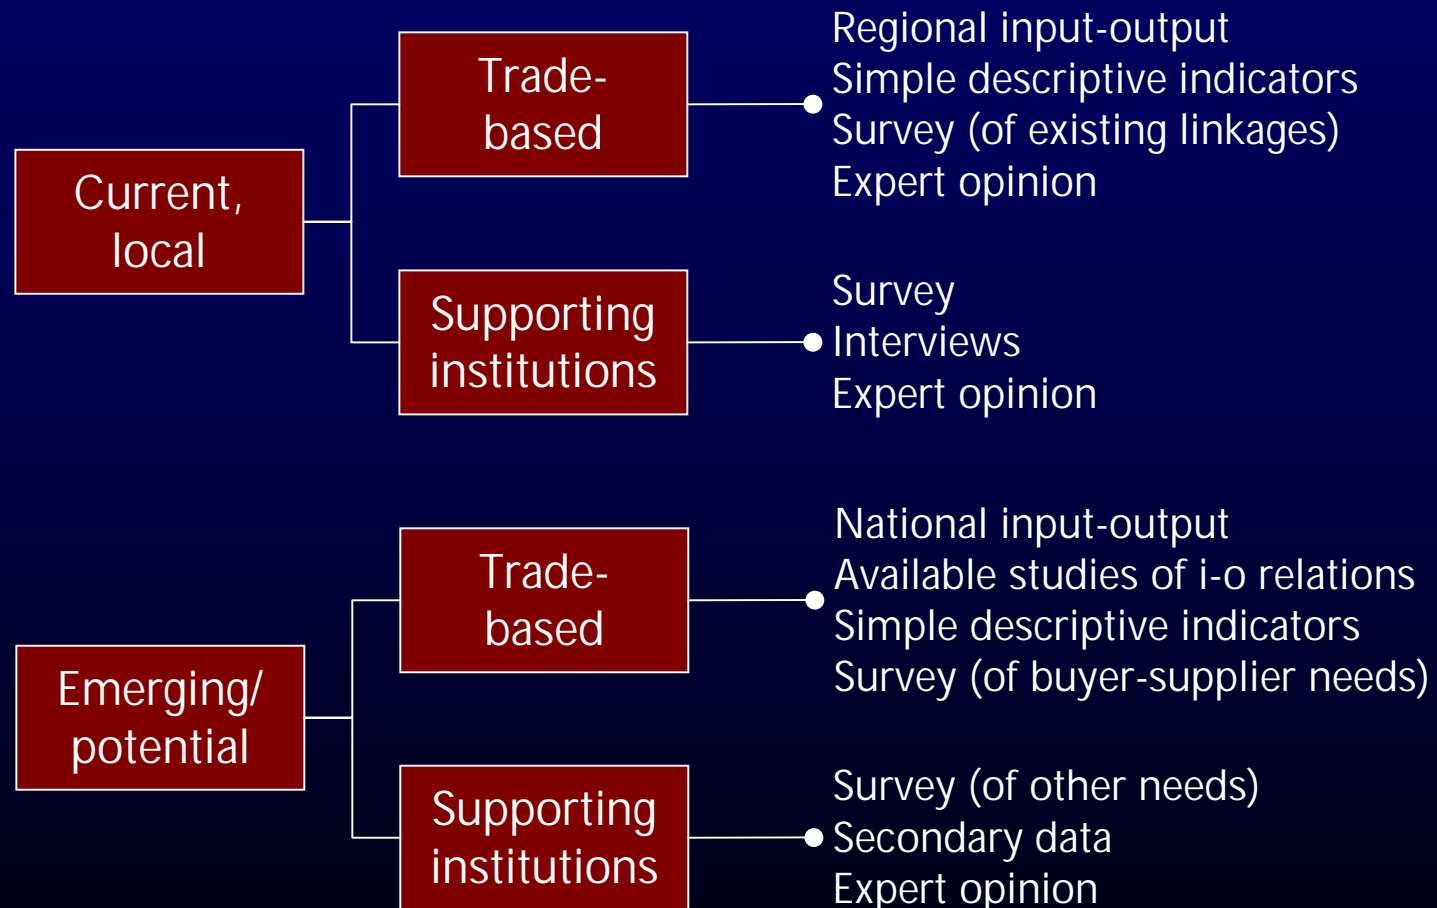 Current,
local
Trade-
based
Regional input-output
Simple descriptive indicators
Survey (of existing linkages)
Expert opinion
Supporting
institutions
Survey
Interviews
Expert opinion
Emerging/
potential
Trade-
based
National input-output
Available studies of i-o relations
Simple descriptive indicators
Survey (of buyer-supplier needs)
Supporting
institutions
Survey (of other needs)
Secondary data
Expert opinion